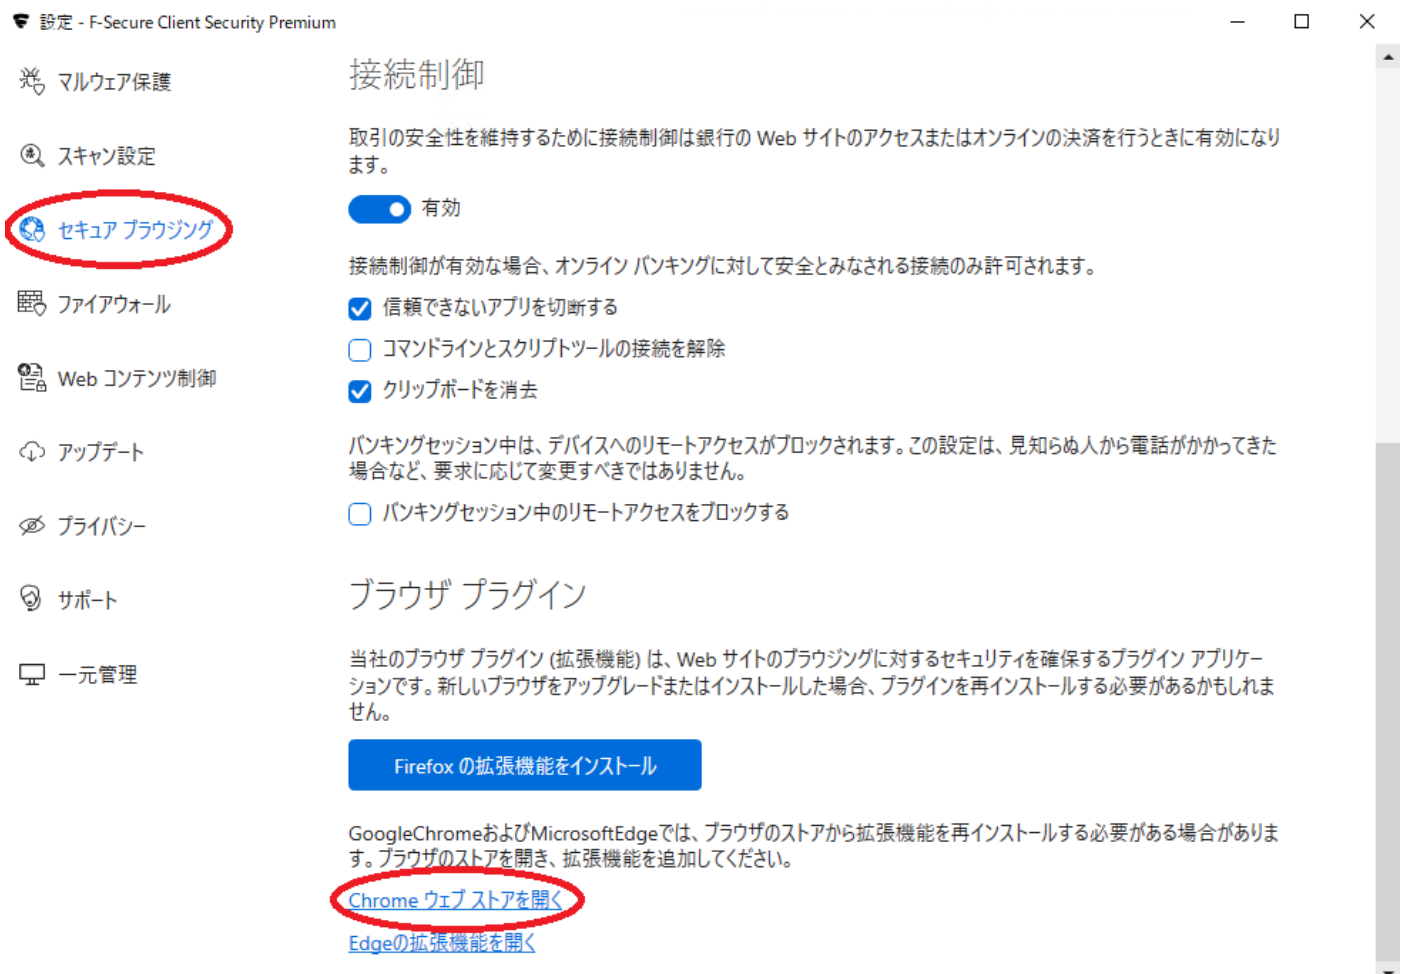 設定 - F-Secure Client Security Premium
マルウェア保護
スキャン設定
セキュア ブラウジング
ファイアウォール
Web コンテンツ制御
アップデート
プライバシー
サポート
一元管理
接続制御
取引の安全性を維持するために接続制御は銀行の Web サイトのアクセスまたはオンラインの決済を行うときに有効になり
ます。
有効
接続制御が有効な場合、オンライン バンキングに対して安全とみなされる接続のみ許可されます。
信頼できないアプリを切断する
コマンドラインとスクリプトツールの接続を解除
クリップボードを消去
バンキングセッション中は、デバイスへのリモートアクセスがブロックされます。この設定は、見知らぬ人から電話がかかってきた
場合など、要求に応じて変更すべきではありません。
バンキングセッション中のリモートアクセスをブロックする
ブラウザ プラグイン
当社のブラウザ プラグイン (拡張機能) は、Web サイトのブラウジングに対するセキュリティを確保するプラグイン アプリケー
ションです。新しいブラウザをアップグレードまたはインストールした場合、プラグインを再インストールする必要があるかもしれま
せん。
Firefox の拡張機能をインストール
GoogleChromeおよびMicrosoftEdgeでは、ブラウザのストアから拡張機能を再インストールする必要がある場合がありま
す。ブラウザのストアを開き、拡張機能を追加してください。
Chrome ウェブ ストアを開く
Edgeの拡張機能を開く